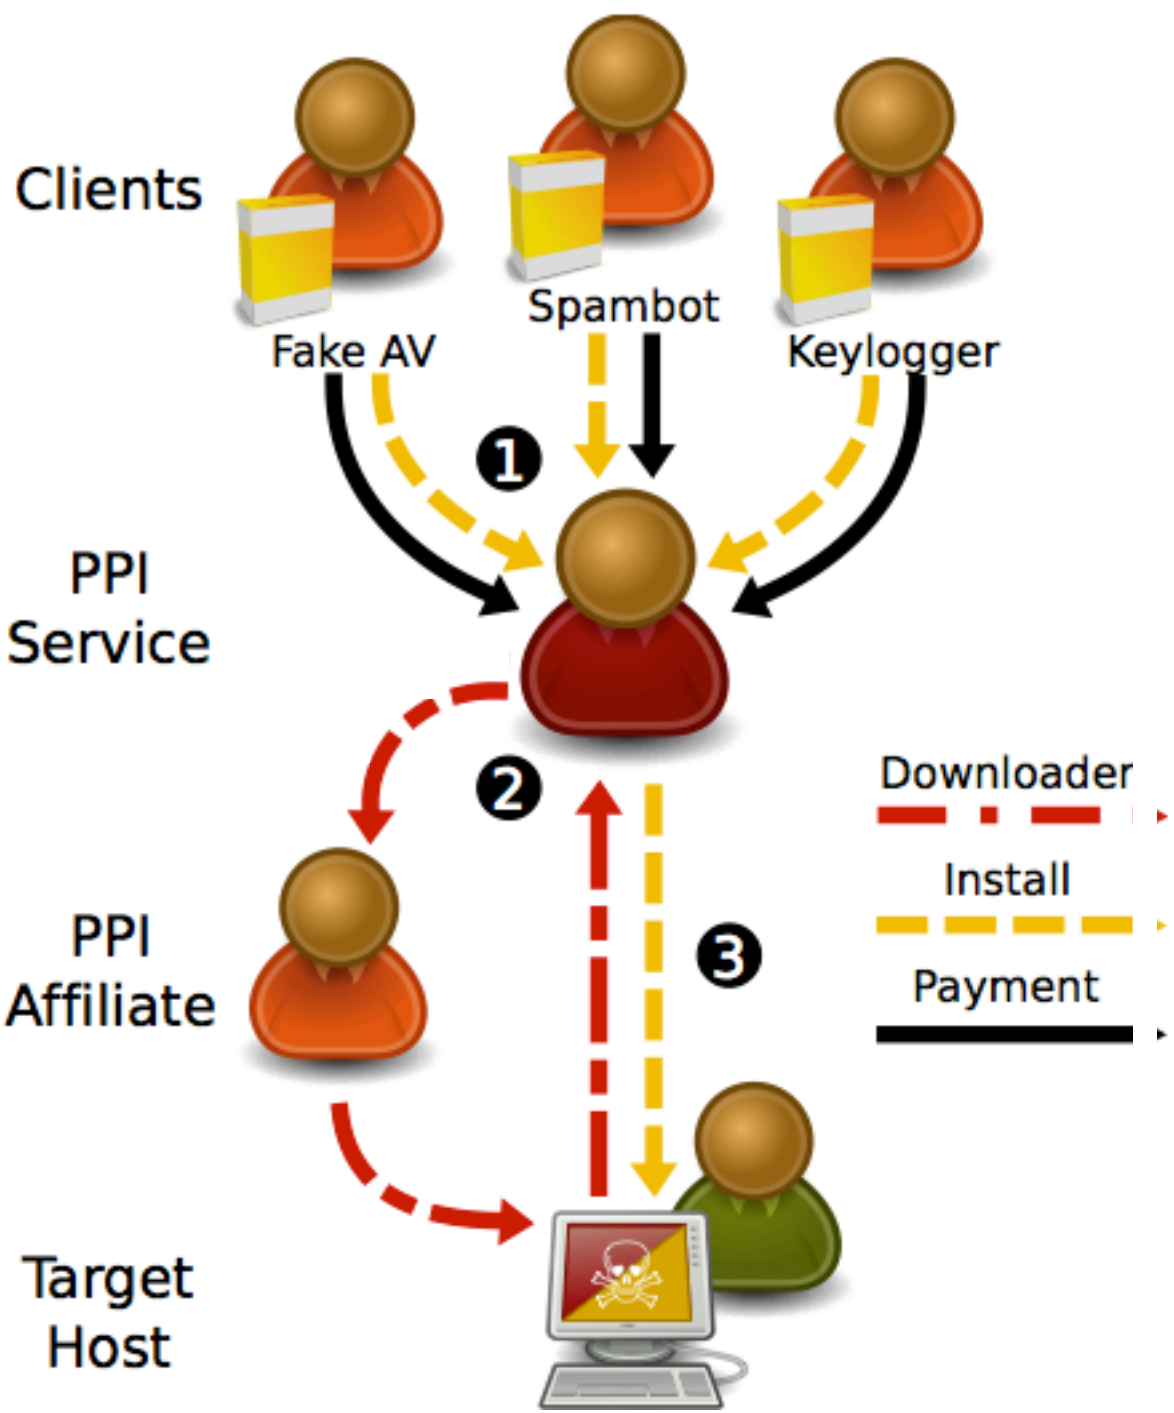 Clients
Spambot
Fake AV
Keylogger
1
PPI
Service
2
Downloader
Install
PPI
Affiliate
3
Payment
Target
Host